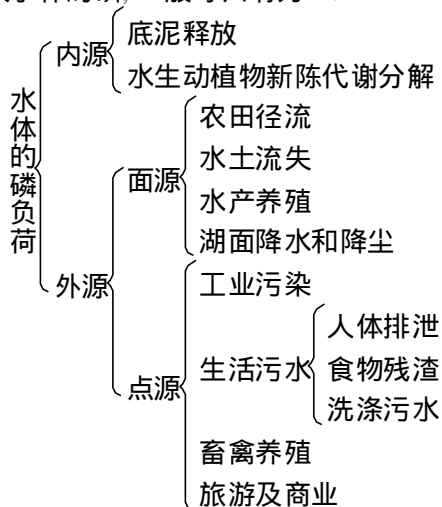 水体的磷负荷
内源
底泥释放
水生动植物新陈代谢分解
外源
面源
农田径流
水土流失
水产养殖
湖面降水和降尘
点源
工业污染
生活污水
人体排泄
食物残渣
洗涤污水
畜禽养殖
旅游及商业